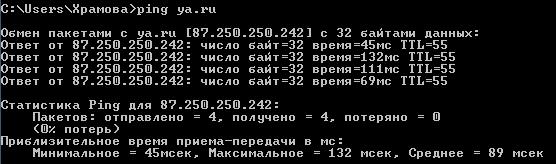 C:\Users\Храмова>ping ya.ru
Обмен пакетами с ya.ru [87.250.250.242] с 32 байтами данных:
Ответ от 87.250.250.242: число байт=32 время=45мс TTL=55
Ответ от 87.250.250.242: число байт=32 время=132мс TTL=55
Ответ от 87.250.250.242: число байт=32 время=111мс TTL=55
Ответ от 87.250.250.242: число байт=32 время=69мс TTL=55
Статистика Ping для 87.250.250.242:
Пакетов: отправлено = 4, получено = 4, потеряно = 0
(0% потерь)
Приблизительное время приема-передачи в мс:
Минимальное = 45мсек, Максимальное = 132 мсек, Среднее = 89 мсек